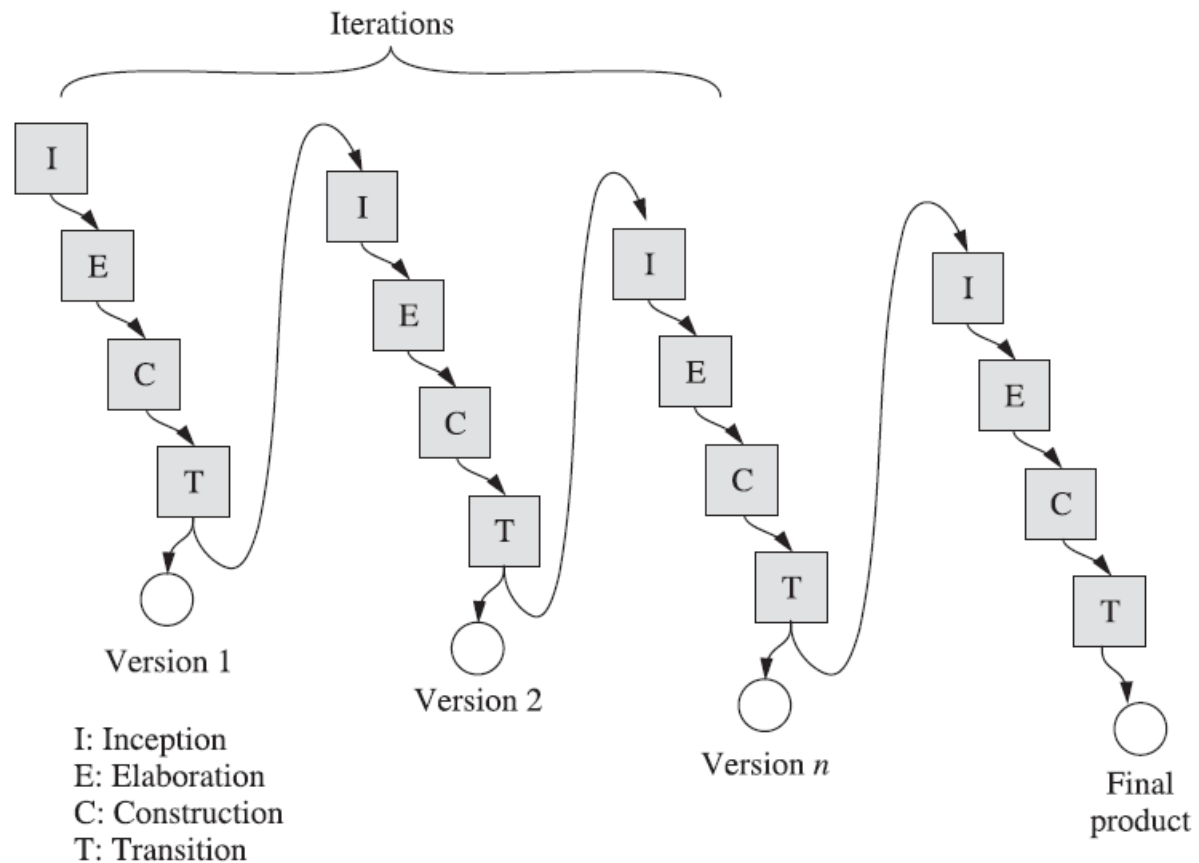 Iterations
I
E
C
T
Version 1
I
E
C
T
Version 2
I
E
C
T
Version n
I
E
C
T
Final
product
I: Inception
E: Elaboration
C: Construction
T: Transition